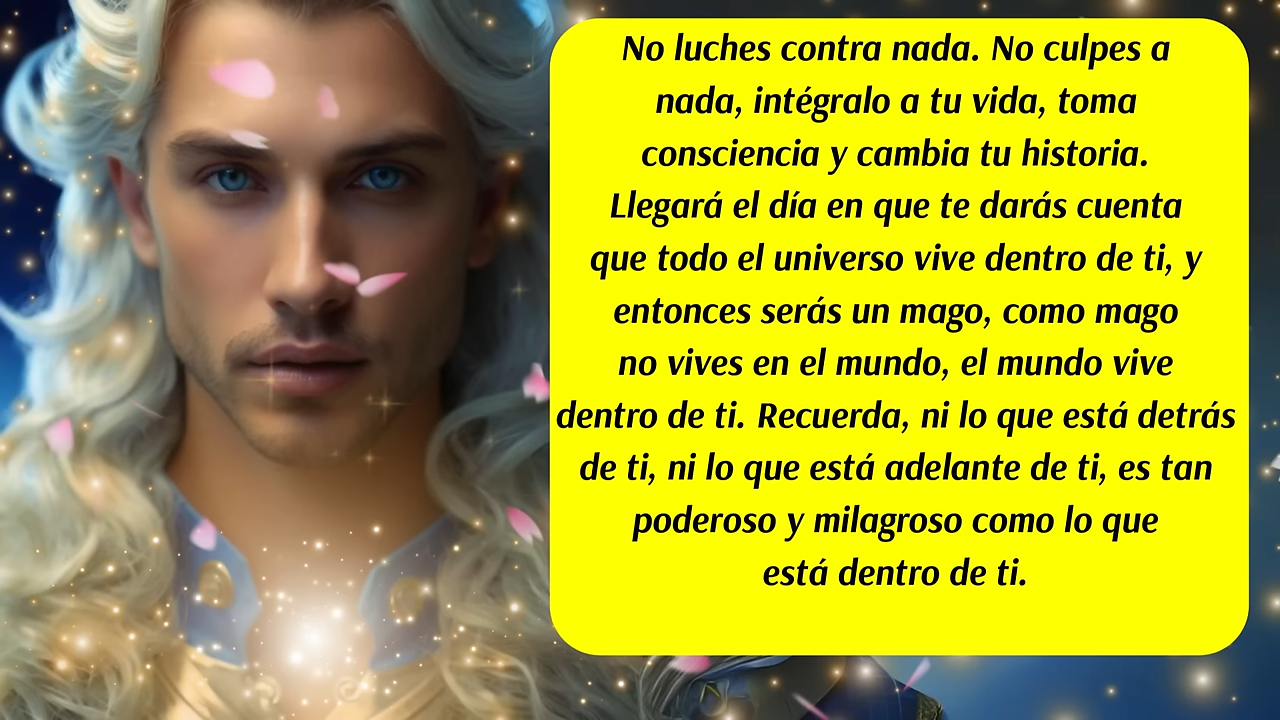 No luches contra nada. No culpes a
nada, intégralo a tu vida, toma
consciencia y cambia tu historia.
Llegará el día en que te darás cuenta
que todo el universo vive dentro de ti, y
entonces serás un mago, como mago
no vives en el mundo, el mundo vive
dentro de ti. Recuerda, ni lo que está detrás
de ti, ni lo que está adelante de ti, es tan
poderoso y milagroso como lo que
está dentro de ti.